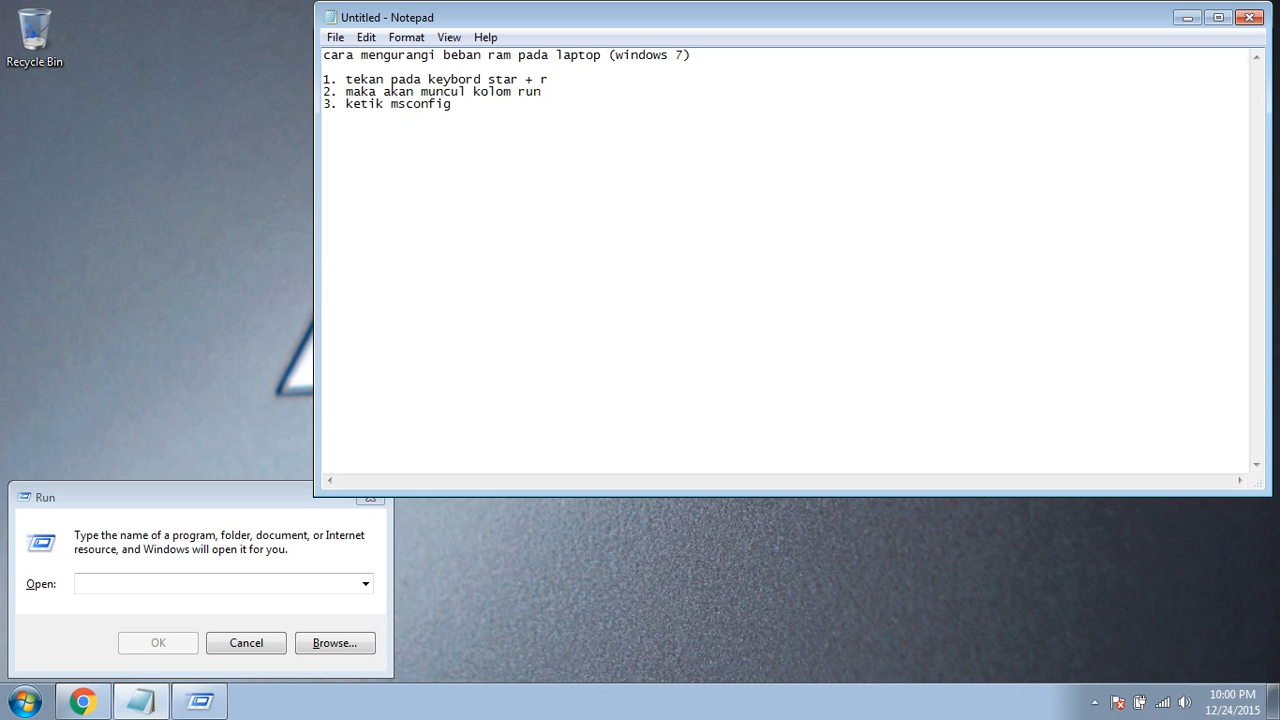 Recycle Bin
Untitled - Notepad
File Edit Format View Help
cara mengurangi beban ram pada laptop (windows 7)
1. tekan pada keybord star + r
2. maka akan muncul kolom run
3. ketik msconfig
Run
Type the name of a program, folder, document, or Internet
resource, and Windows will open it for you.
Open:
OK Cancel Browse...
10:00 PM
12/24/2015